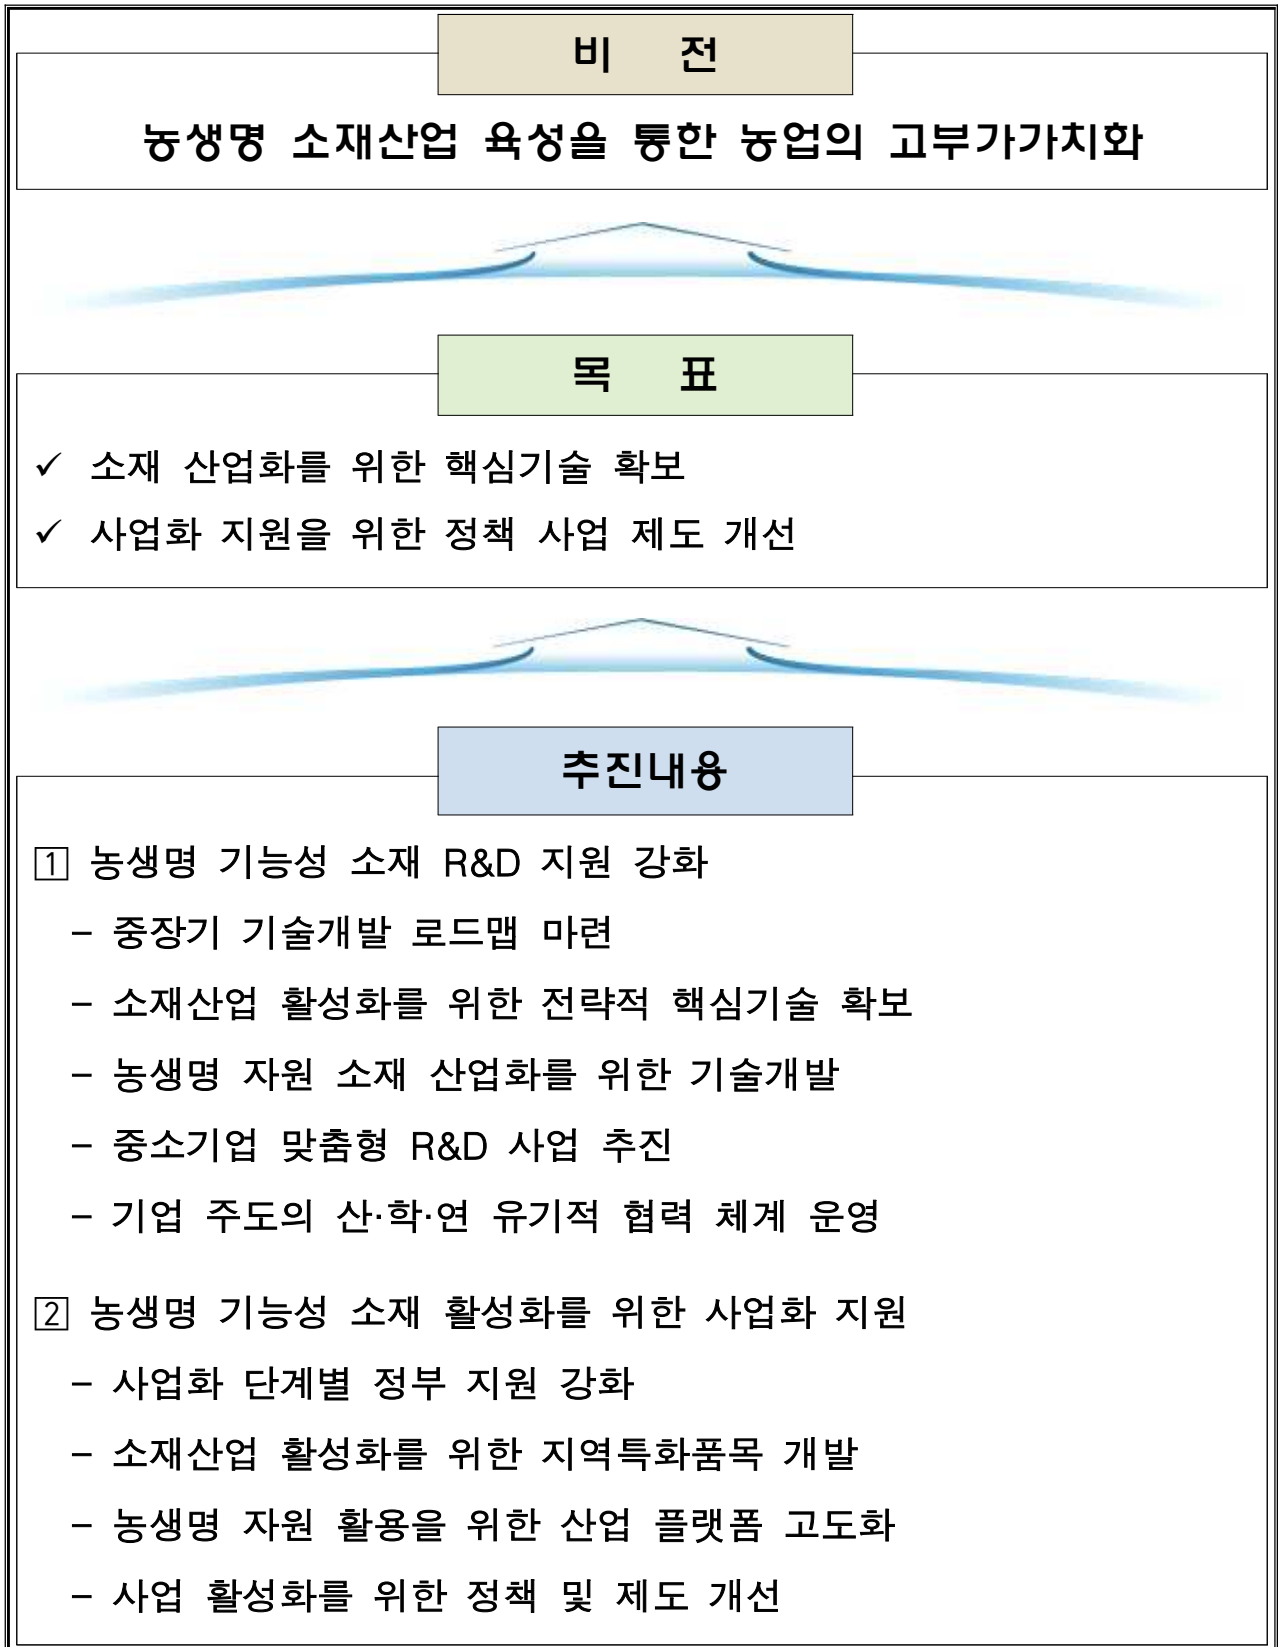 비 전
농생명 소재산업 육성을 통한 농업의 고부가가치화
목 표
✓ 소재 산업화를 위한 핵심기술 확보
✓ 사업화 지원을 위한 정책 사업 제도 개선
추진내용
1 농생명 기능성 소재 R&D 지원 강화
– 중장기 기술개발 로드맵 마련
– 소재산업 활성화를 위한 전략적 핵심기술 확보
– 농생명 자원 소재 산업화를 위한 기술개발
– 중소기업 맞춤형 R&D 사업 추진
– 기업 주도의 산·학·연 유기적 협력 체계 운영
2 농생명 기능성 소재 활성화를 위한 사업화 지원
– 사업화 단계별 정부 지원 강화
– 소재산업 활성화를 위한 지역특화품목 개발
– 농생명 자원 활용을 위한 산업 플랫폼 고도화
– 사업 활성화를 위한 정책 및 제도 개선